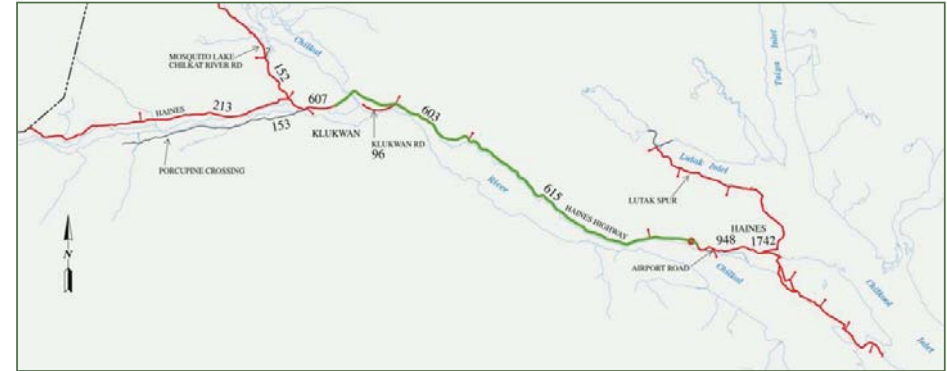 Chilkat
Taiya Inlet
MOSQUITO LAKE
CHILKAT RIVER RD
152
HAINES
213
607
603
153
KLUKWAN
KLUKWAN RD
96
PORCUPINE CROSSING
Lutak Inlet
River
615
LUTAK SPUR
HAINES HIGHWAY
HAINES
948
1742
N
AIRPORT ROAD
Chilkat
Chilkoot
Inlet